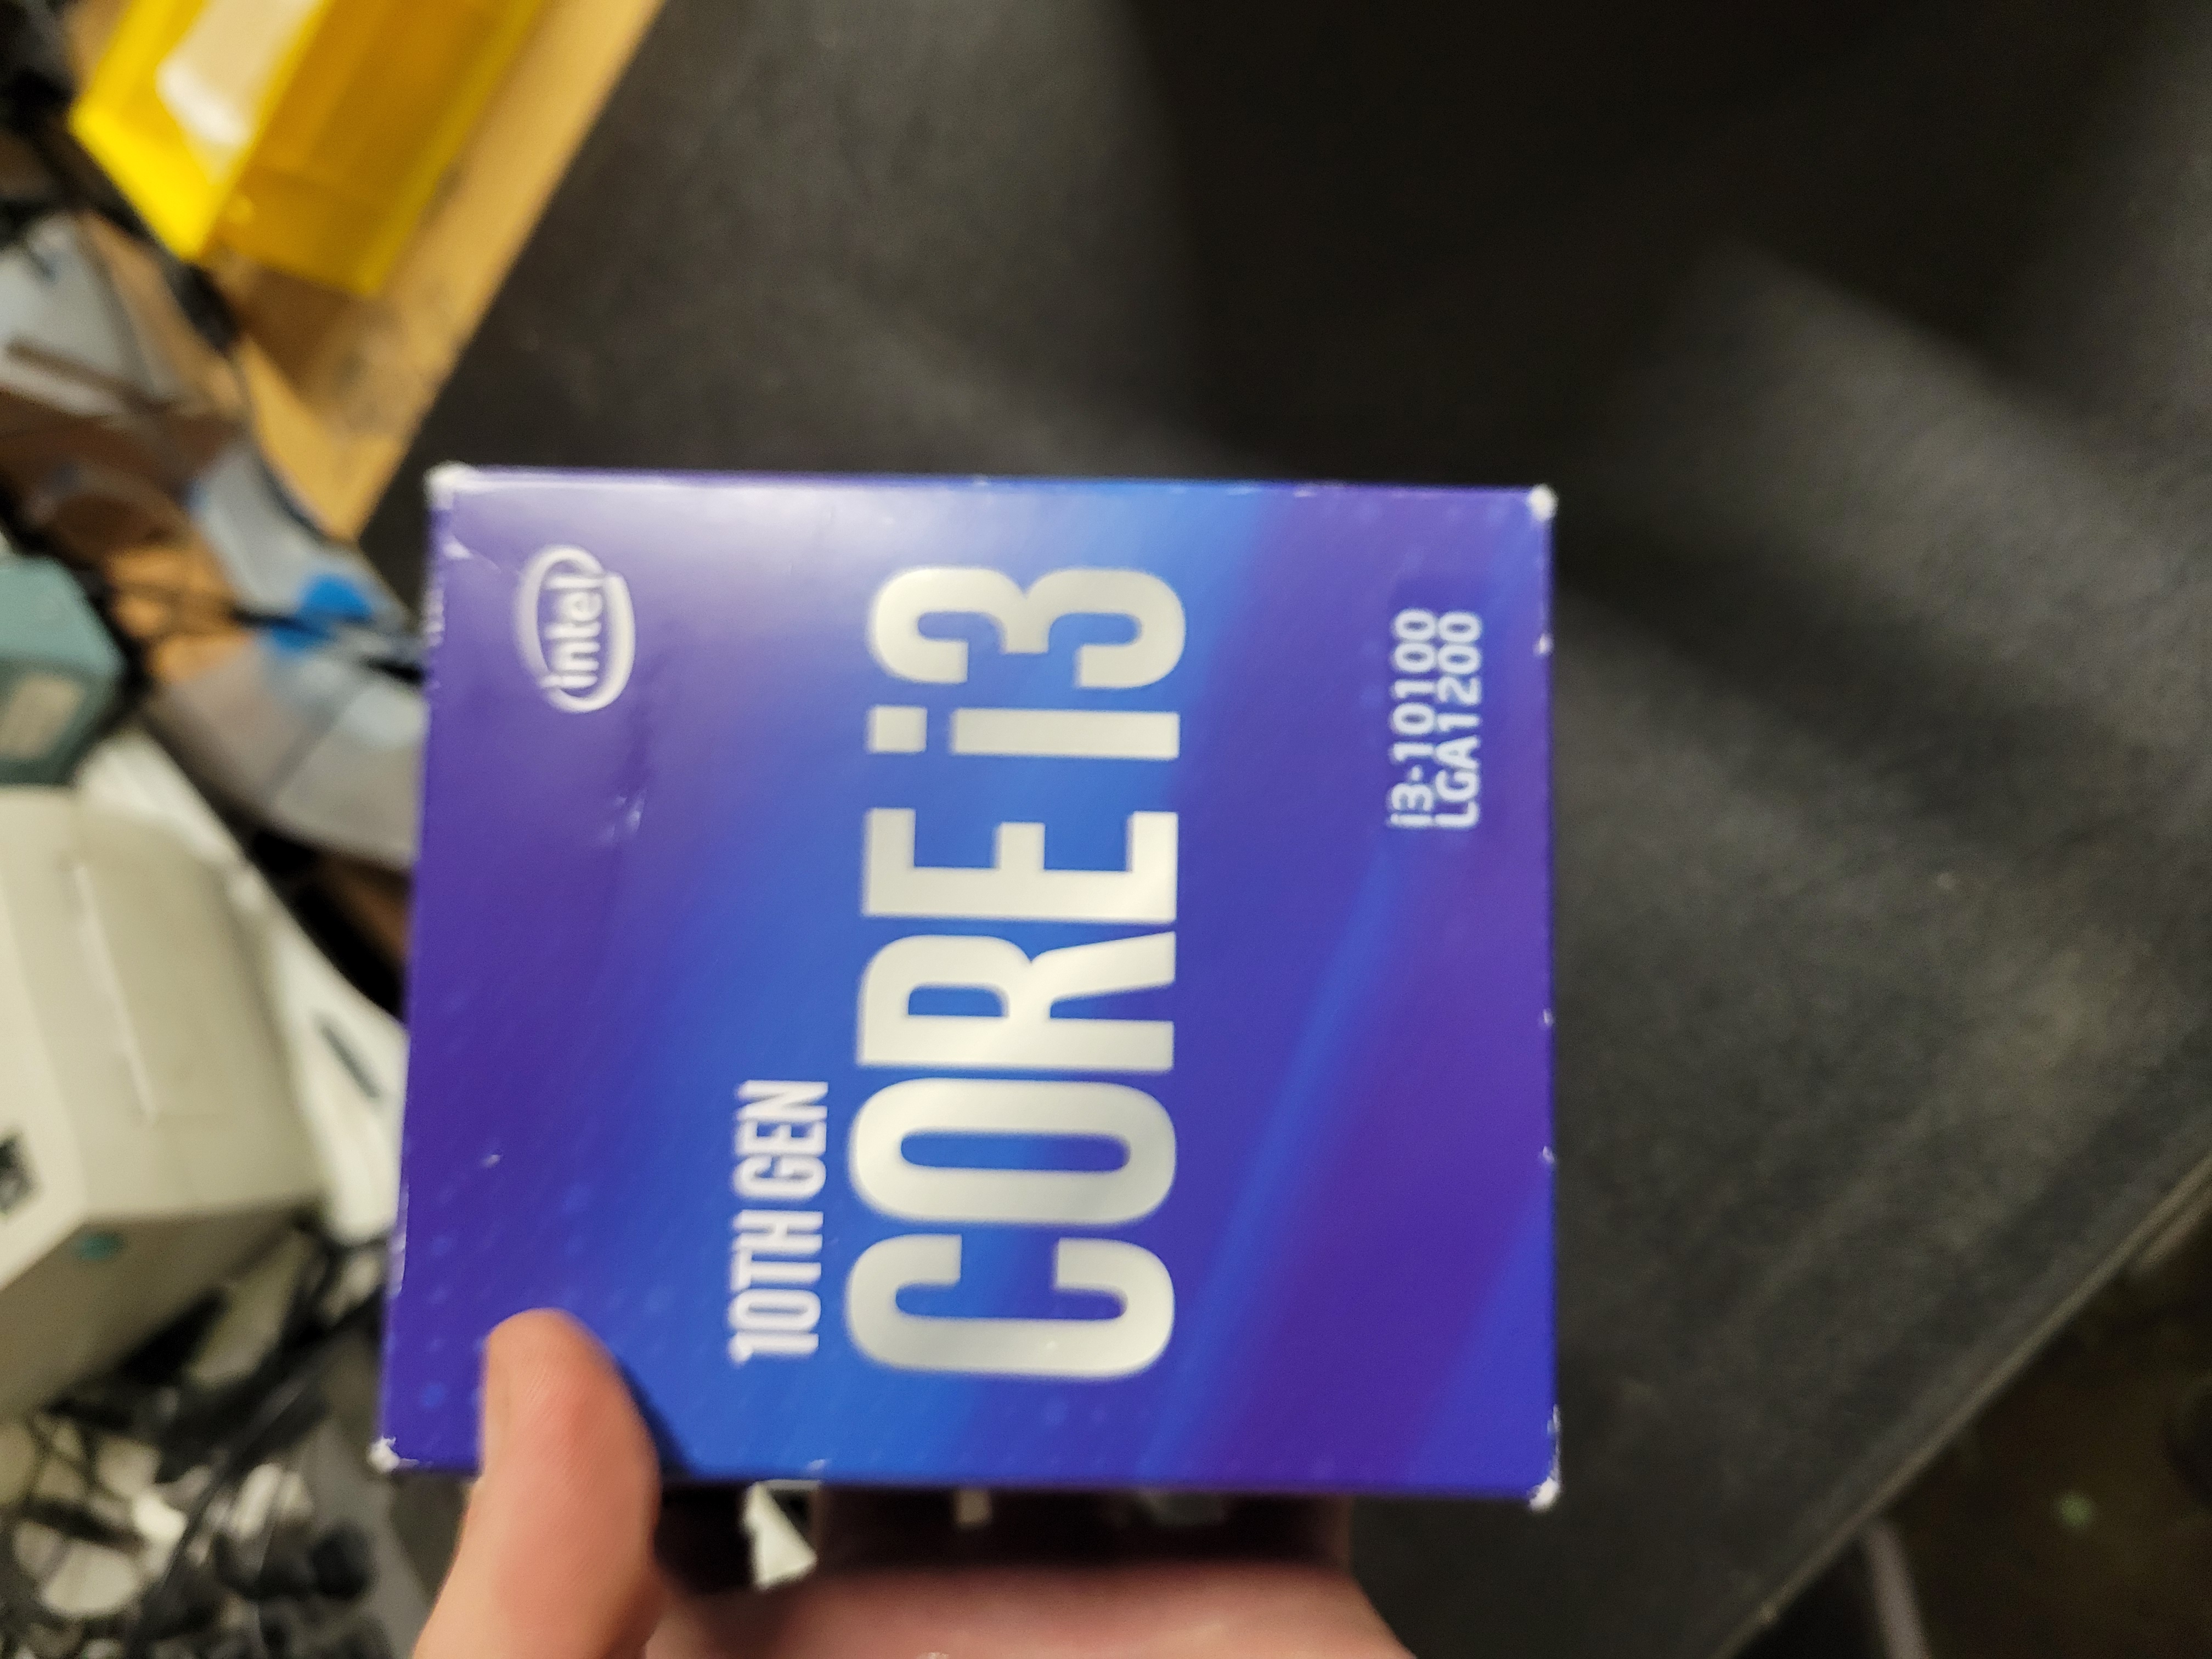 intel
10TH GEN
CORE i3
i3-10100
LGA1200